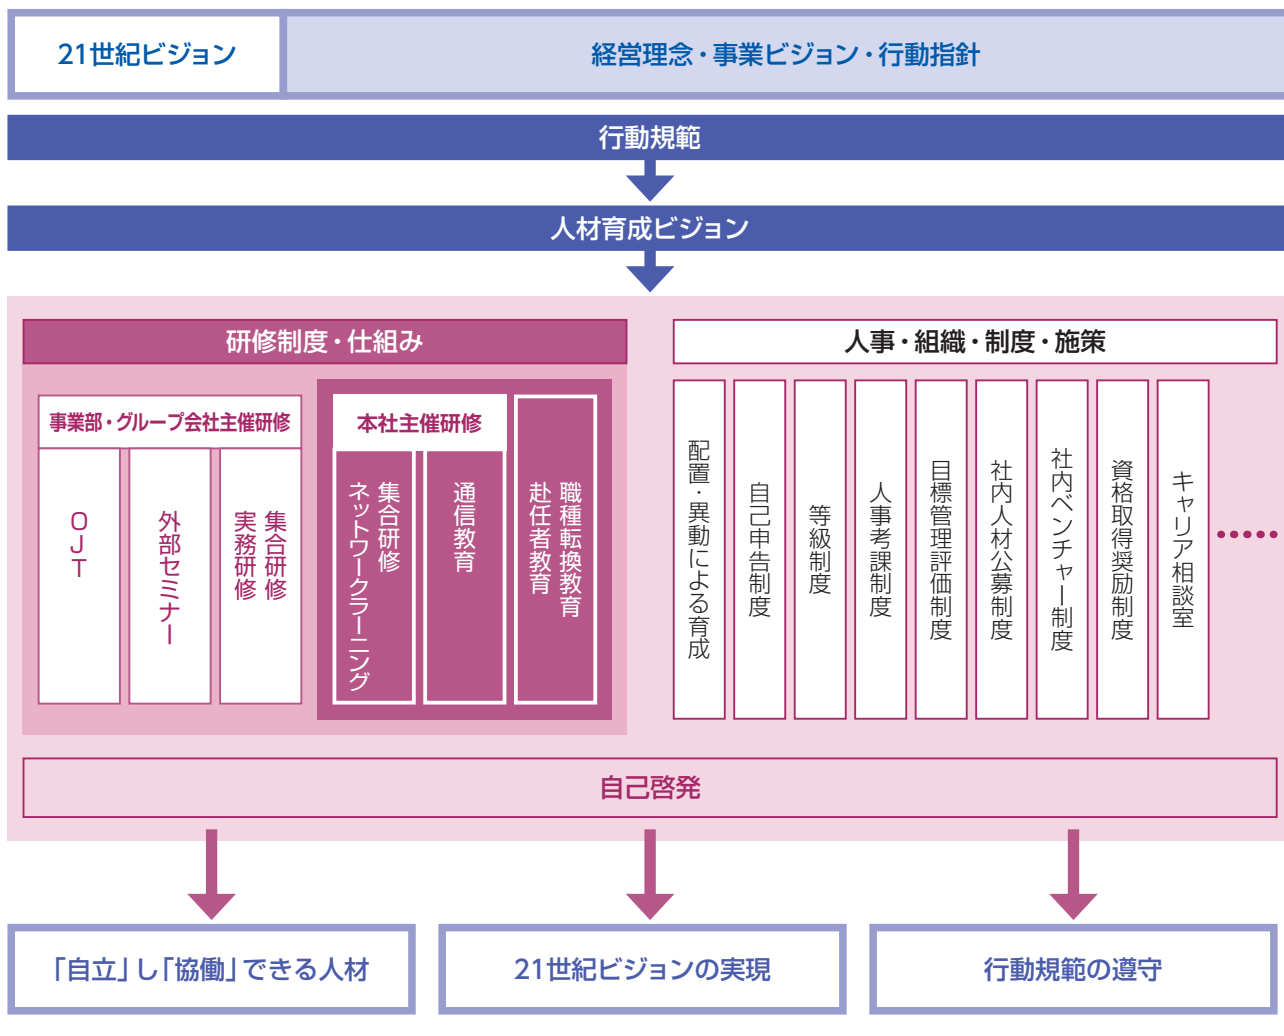 21世紀ビジョン
経営理念・事業ビジョン・行動指針
行動規範
人材育成ビジョン
研修制度・仕組み
事業部・グループ会社主催研修
OJT
外部セミナー
集合研修
実務研修
本社主催研修
集合研修
ネットワークラーニング
通信教育
職種転換教育
赴任者教育
人事・組織・制度・施策
配置・異動による育成
自己申告制度
等級制度
人事考課制度
目標管理評価制度
社内人材公募制度
社内ベンチャー制度
資格取得奨励制度
キャリア相談室
•••••
自己啓発
「自立」し「協働」できる人材
21世紀ビジョンの実現
行動規範の遵守